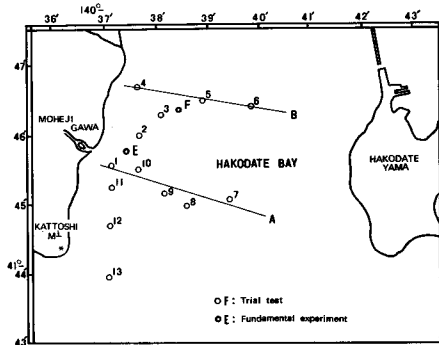 140°
36' 37' 38' 39' 40' 42' 43'
47
4
5
6
F
3
B
46
MOHEJI
GAWA
2
E
HAKODATE BAY
HAKODATE
YAMA
1
10
11
9
8
7
45
A
KATTOSHI
12
41°
44
13
F : Trial test
E : Fundamental experiment
43